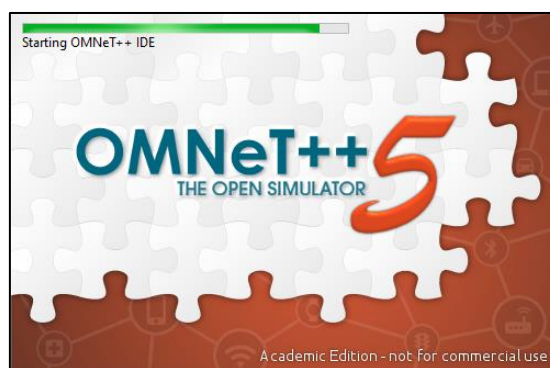 Starting OMNeT++ IDE
OMNeT++ 5
THE OPEN SIMULATOR
Academic Edition - not for commercial use